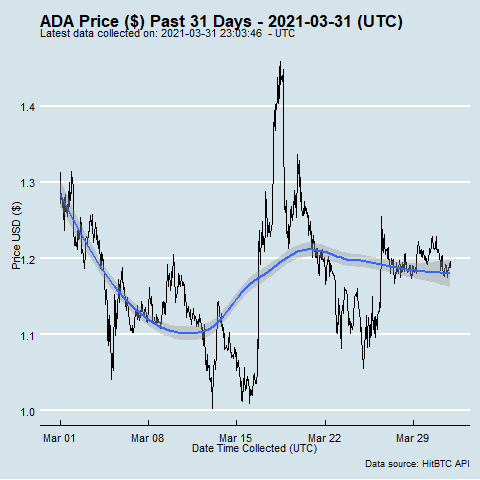 ADA Price ($) Past 31 Days - 2021-03-31 (UTC)
Latest data collected on: 2021-03-31 23:03:46  - UTC
Price USD ($)
1.4
1.3
1.2
1.1
1.0
Mar 01 Mar 08 Mar 15 Mar 22 Mar 29
Date Time Collected (UTC)
Data source: HitBTC API